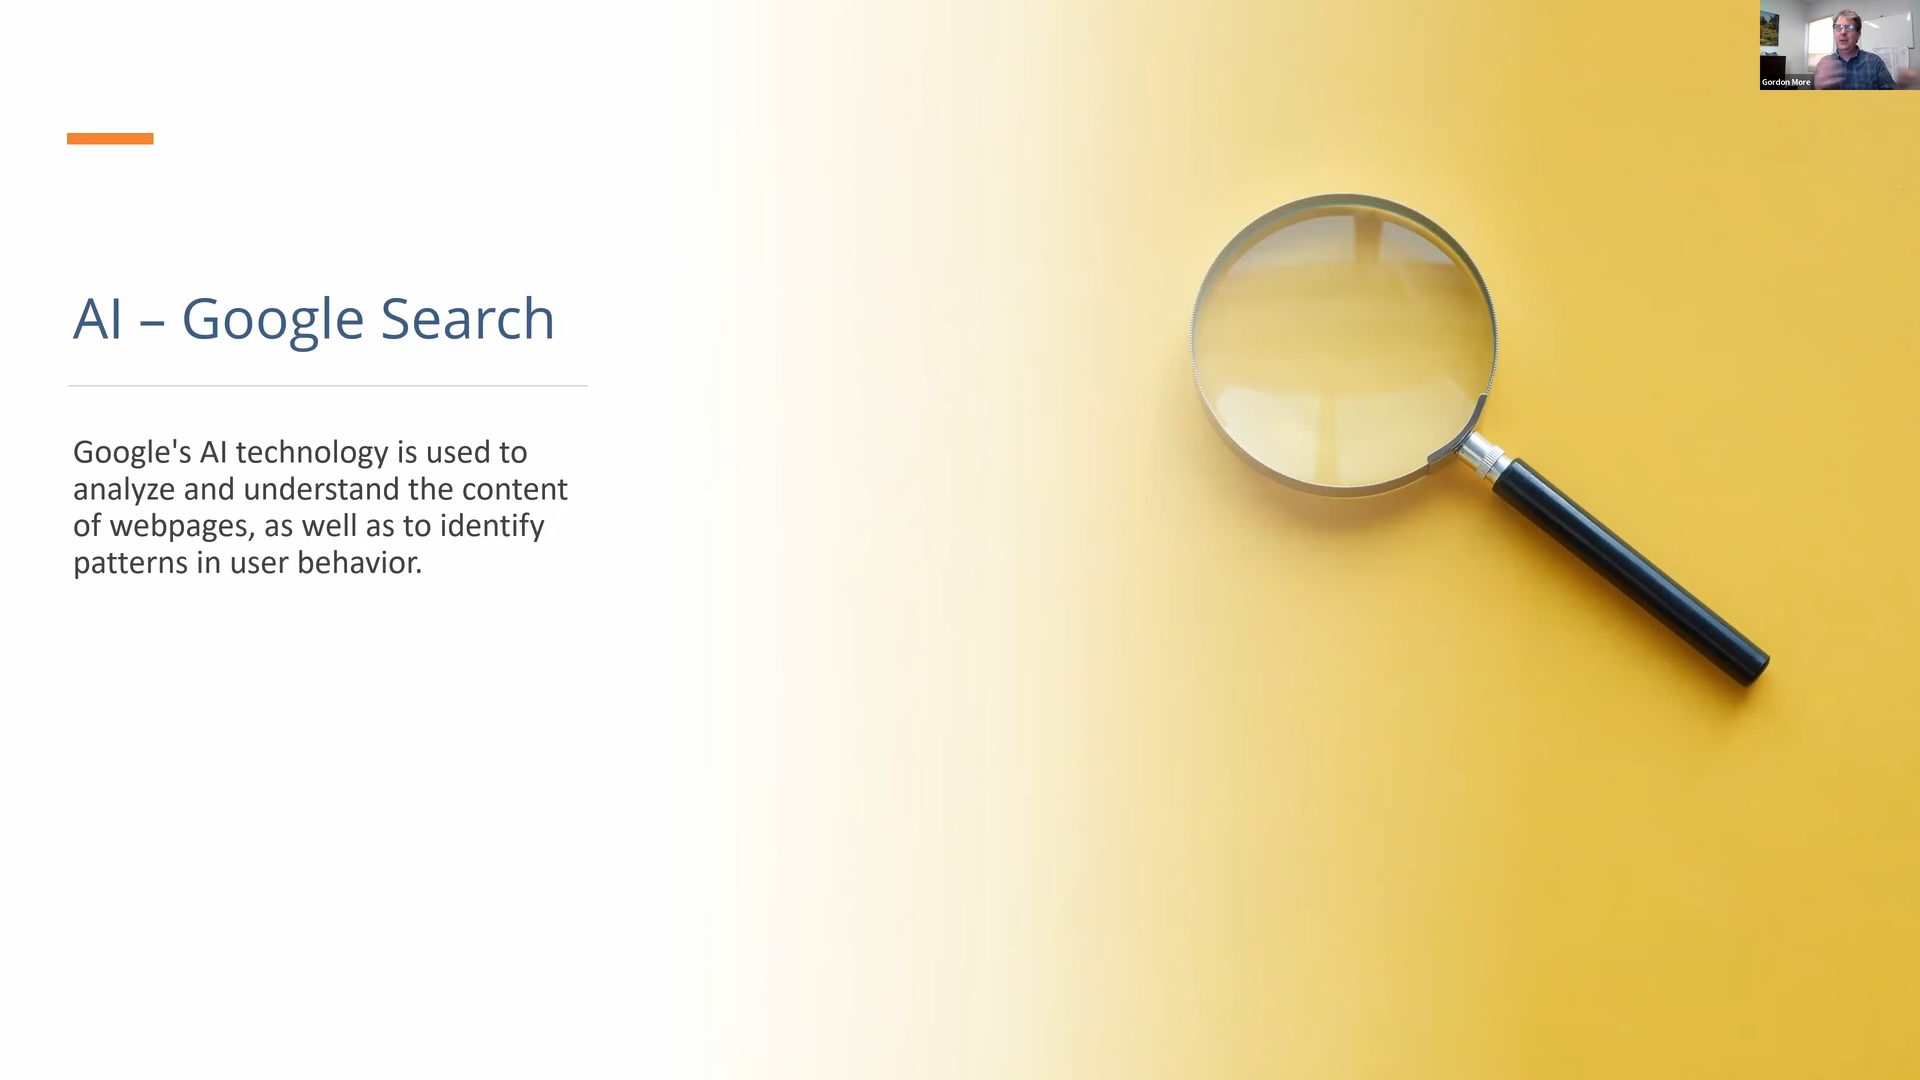 Gordon More
AI – Google Search
Google's AI technology is used to
analyze and understand the content
of webpages, as well as to identify
patterns in user behavior.